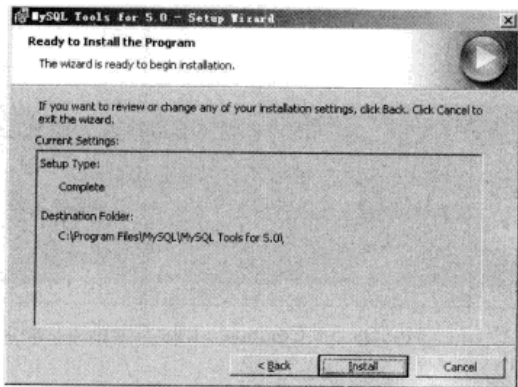 MySQL Tools for 5.0 - Setup Wizard
Ready to Install the Program
The wizard is ready to begin installation.
If you want to review or change any of your installation settings, click Back. Click Cancel to
exit the wizard.
Current Settings:
Setup Type:
Complete
Destination Folder:
C:\Program Files\MySQL\MySQL Tools for 5.0\
< Back
Install
Cancel